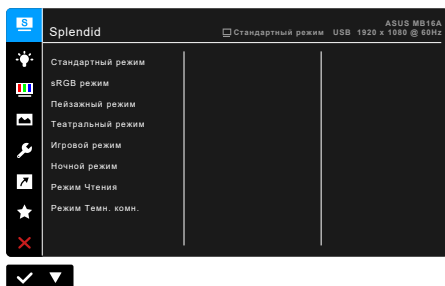 S
Splendid
ASUS MB16A
Стандартный режим USB 1920 x 1080 @ 60Hz
Стандартный режим
sRGB режим
Пейзажный режим
Театральный режим
Игровой режим
Ночной режим
Режим Чтения
Режим Темн. комн.